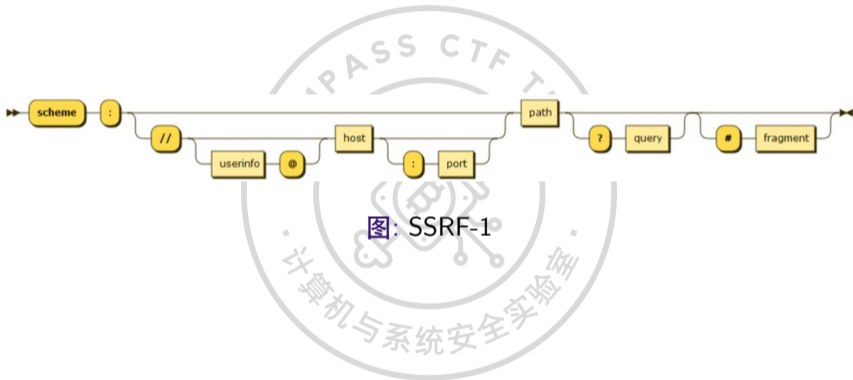 COMPASS CTF T
scheme : path
// host ? query # fragment
userinfo @ : port
图: SSRF-1
·计算机与系统安全实验室·